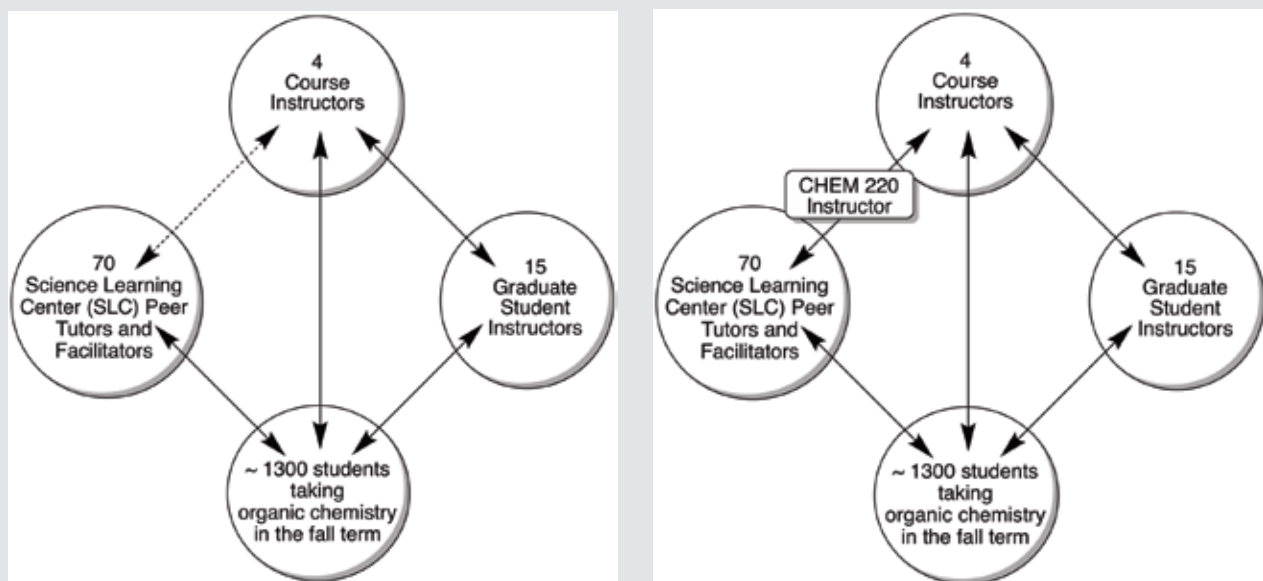 4
Course
Instructors
70
Science Learning
Center (SLC) Peer
Tutors and
Facilitators
15
Graduate
Student
Instructors
~ 1300 students
taking
organic chemistry
in the fall term
4
Course
Instructors
CHEM 220
Instructor
70
Science Learning
Center (SLC) Peer
Tutors and
Facilitators
15
Graduate
Student
Instructors
~ 1300 students
taking
organic chemistry
in the fall term